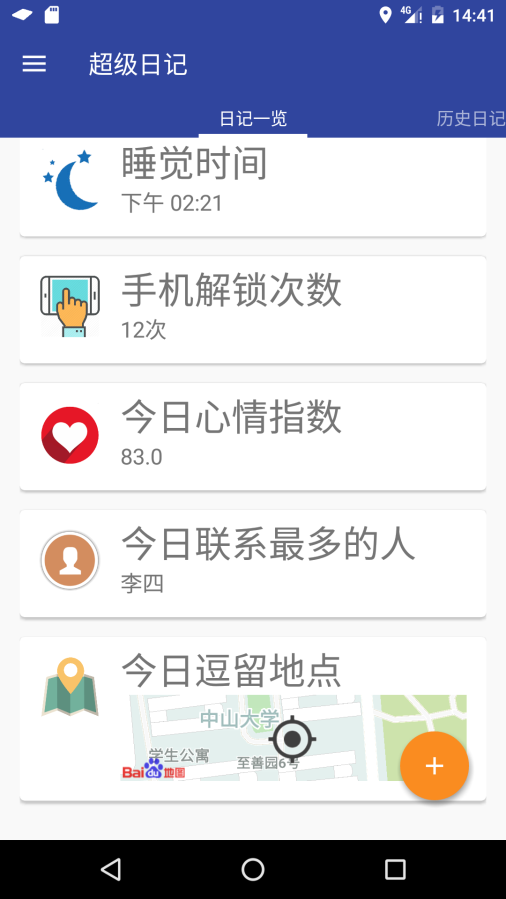 4G 14:41
超级日记
日记一览 历史日记
睡觉时间
下午 02:21
手机解锁次数
12次
今日心情指数
83.0
今日联系最多的人
李四
今日逗留地点
中山大学
学生公寓
至善园6号
Bai du 地图